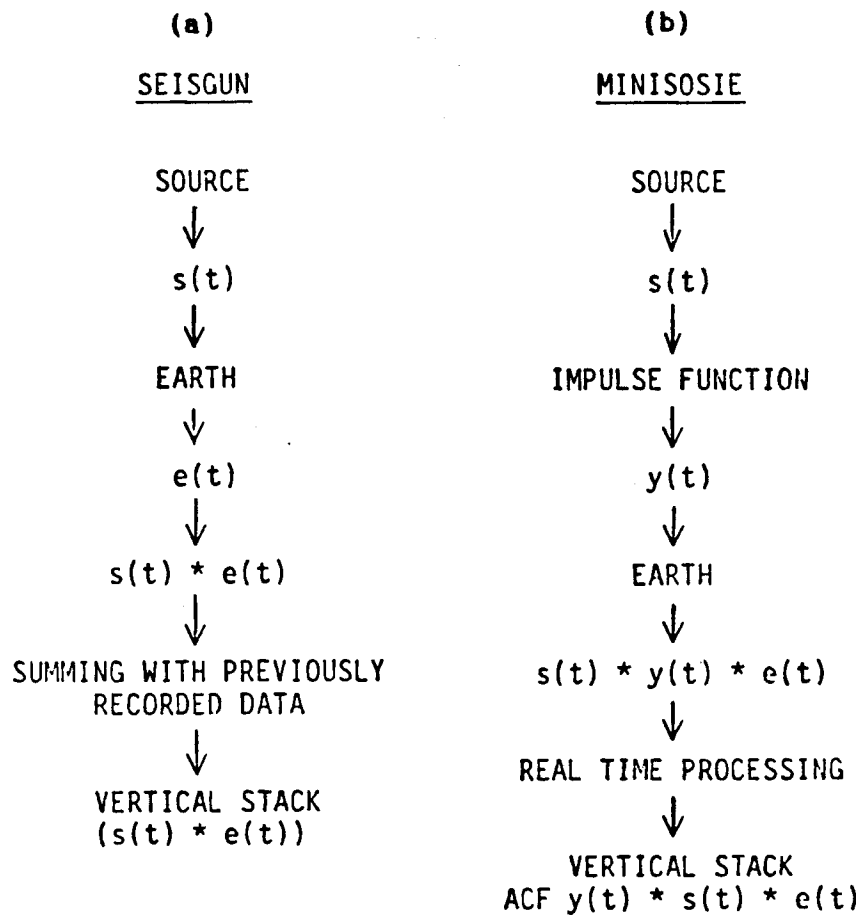 (a)
SEISGUN
SOURCE
s(t)
EARTH
e(t)
s(t) * e(t)
SUMMING WITH PREVIOUSLY
RECORDED DATA
VERTICAL STACK
(s(t) * e(t))
(b)
MINISOSIE
SOURCE
s(t)
IMPULSE FUNCTION
y(t)
EARTH
s(t) * y(t) * e(t)
REAL TIME PROCESSING
VERTICAL STACK
ACF y(t) * s(t) * e(t)